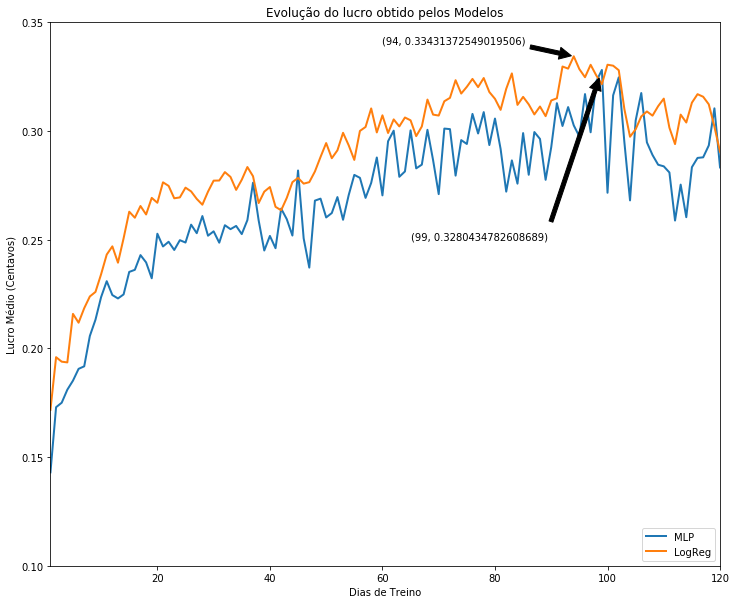 Evolução do lucro obtido pelos Modelos
0.35
(94, 0.33431372549019506)
0.30
0.25
(99, 0.3280434782608689)
Lucro Médio (Centavos)
0.20
0.15
MLP
LogReg
0.10
20 40 60 80 100 120
Dias de Treino